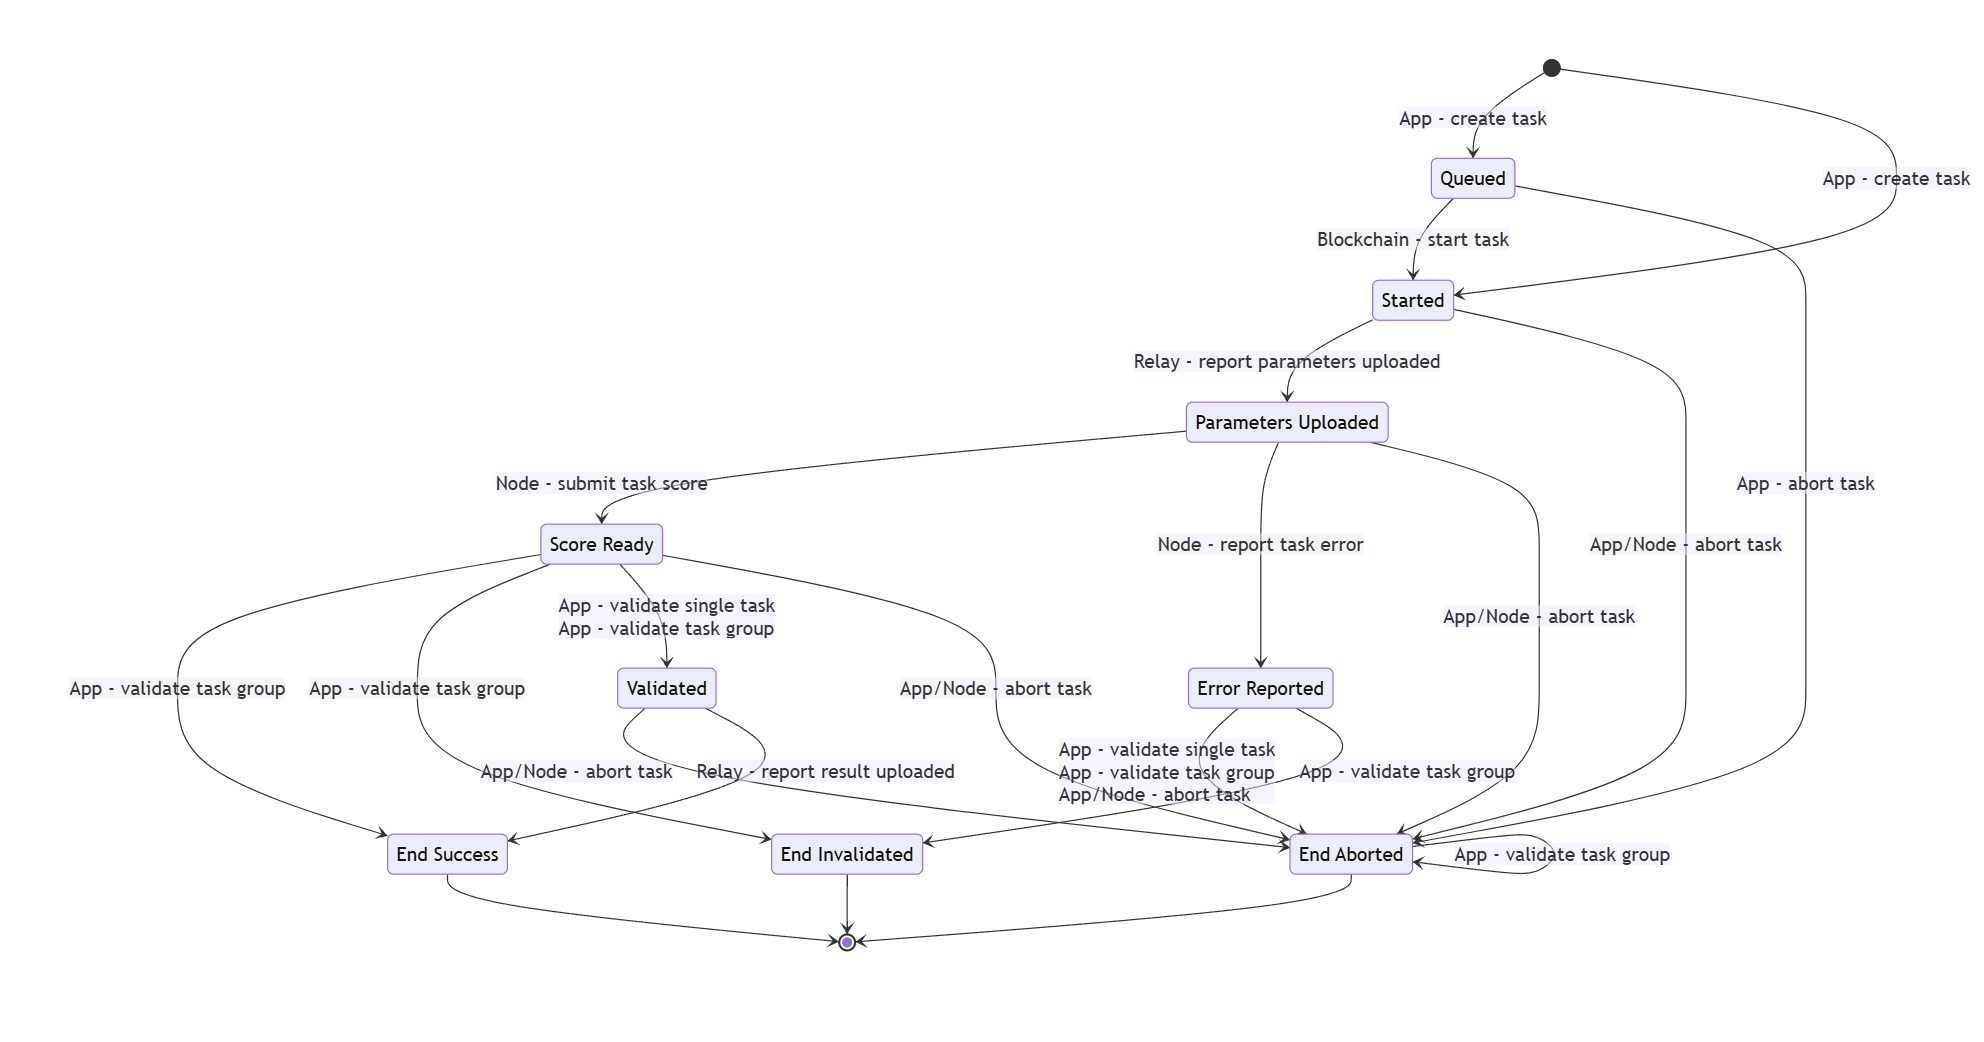 App - create task
Queued
App - create task
Blockchain - start task
Started
Relay - report parameters uploaded
Parameters Uploaded
Node - submit task score
App - abort task
Score Ready
Node - report task error
App/Node - abort task
App - validate single task
App - validate task group
App/Node - abort task
App - validate task group
App - validate task group
Validated
App/Node - abort task
Error Reported
App - validate single task
App - validate task group
App/Node - abort task
App/Node - abort task
Relay - report result uploaded
App - validate task group
End Success
End Invalidated
End Aborted
App - validate task group